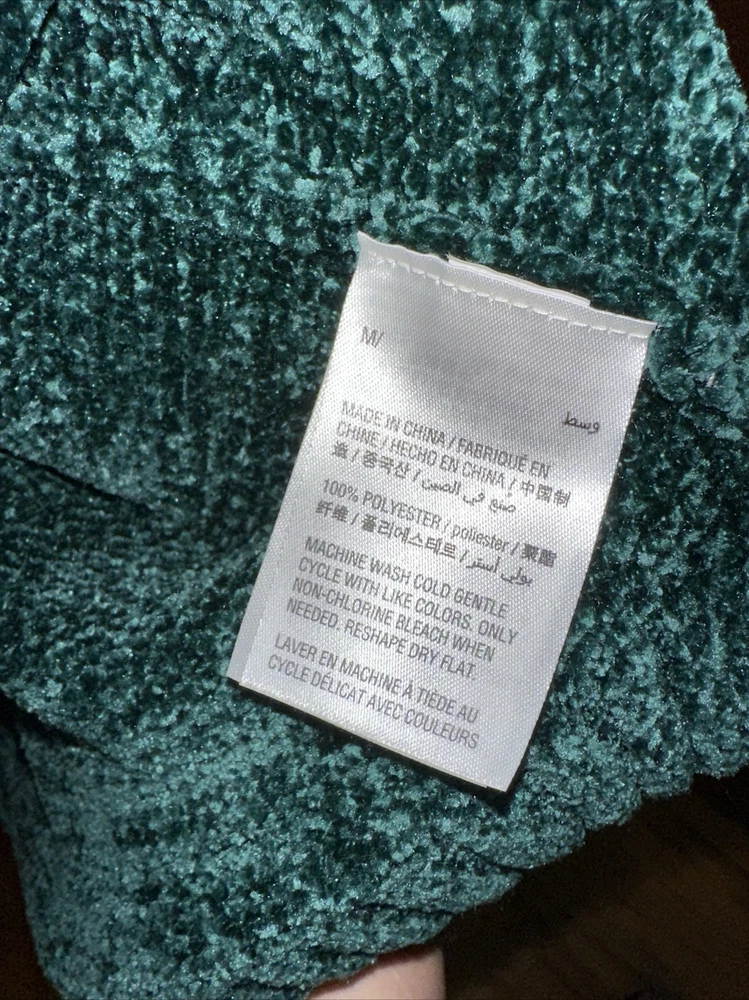 M/
وسط
MADE IN CHINA / FABRIQUÉ EN
CHINE / HECHO EN CHINA / 中国制
造 / 중국산 / صنع في الصين
100% POLYESTER / poliester / 聚酯
纤维 / 폴리에스테르 / بولي أستر
MACHINE WASH COLD GENTLE
CYCLE WITH LIKE COLORS. ONLY
NON-CHLORINE BLEACH WHEN
NEEDED. RESHAPE DRY FLAT.
LAVER EN MACHINE À TIÈDE AU
CYCLE DÉLICAT AVEC COULEURS